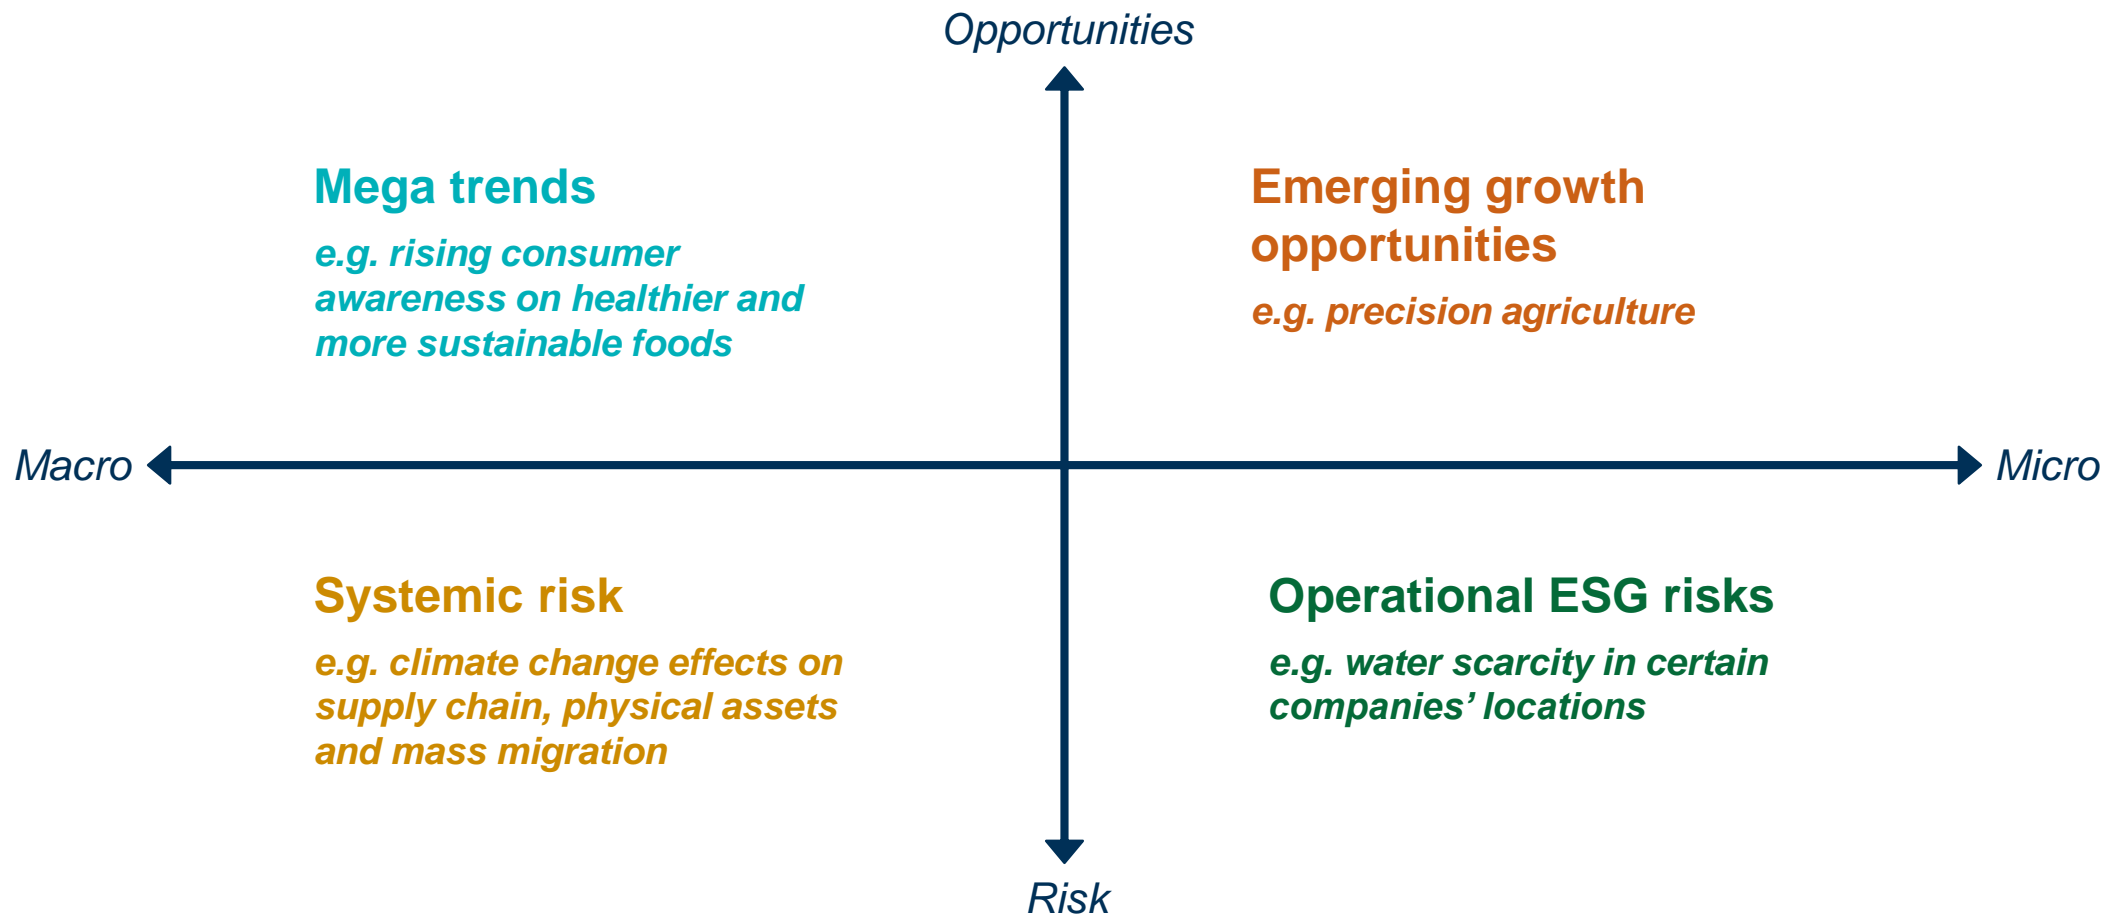 Opportunities
Mega trends
e.g. rising consumer
awareness on healthier and
more sustainable foods
Emerging growth
opportunities
e.g. precision agriculture
Macro
Micro
Systemic risk
e.g. climate change effects on
supply chain, physical assets
and mass migration
Operational ESG risks
e.g. water scarcity in certain
companies’ locations
Risk